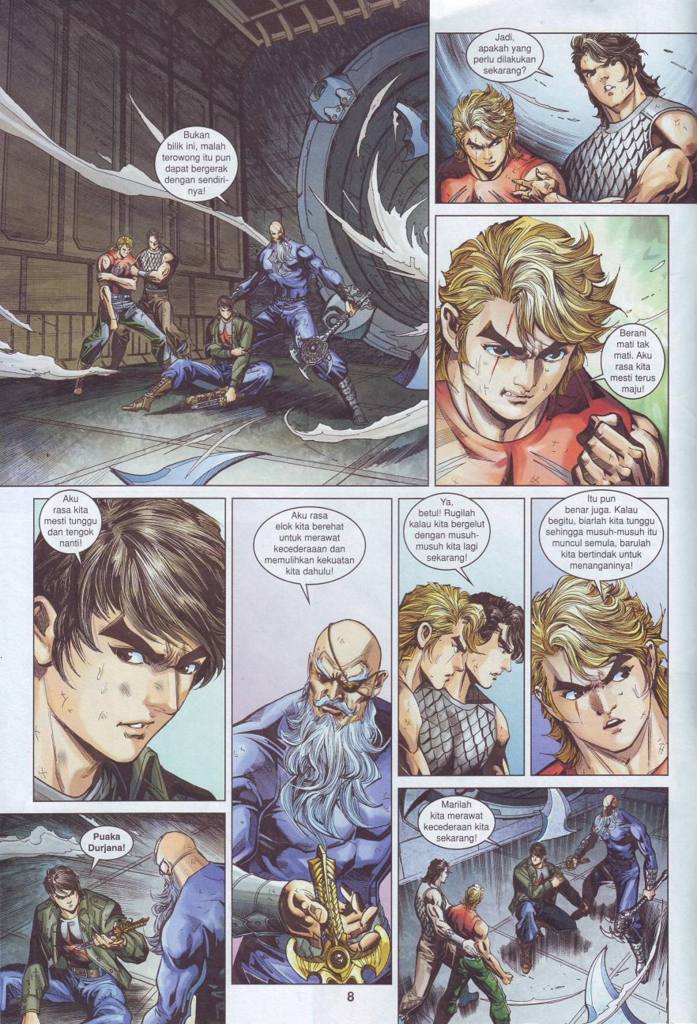 Bukan
bilik ini, malah
terowong itu pun
dapat bergerak
dengan sendiri-
nya!
Jadi,
apakah yang
perlu dilakukan
sekarang?
Berani
mati tak
mati. Aku
mesti terus
maju!
Aku
rasa kita
mesti tunggu
dan tengok
nanti!
Aku rasa
elok kita berehat
untuk merawat
kecederaaan dan
memulihkan kekuatan
kita dahulu!
Ya,
betul! Rugilah
kalau kita bergelut
dengan musuh-
musuh kita lagi
sekarang!
Itu pun
benar juga. Kalau
begitu, biarlah kita tunggu
sehingga musuh-musuh itu
muncul semula, barulah
kita bertindak untuk
menanganinya!
Puaka
Durjana!
Marilah
kita merawat
kecederaan kita
sekarang!
8